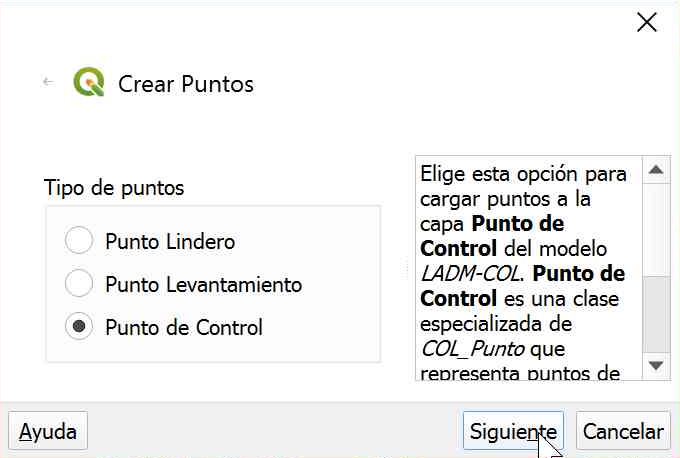 Crear Puntos
Tipo de puntos
Punto Lindero
Punto Levantamiento
Punto de Control
Elige esta opción para
cargar puntos a la
capa Punto de
Control del modelo
LADM-COL. Punto de
Control es una clase
especializada de
COL_Punto que
representa puntos de
Ayuda
Siguiente
Cancelar